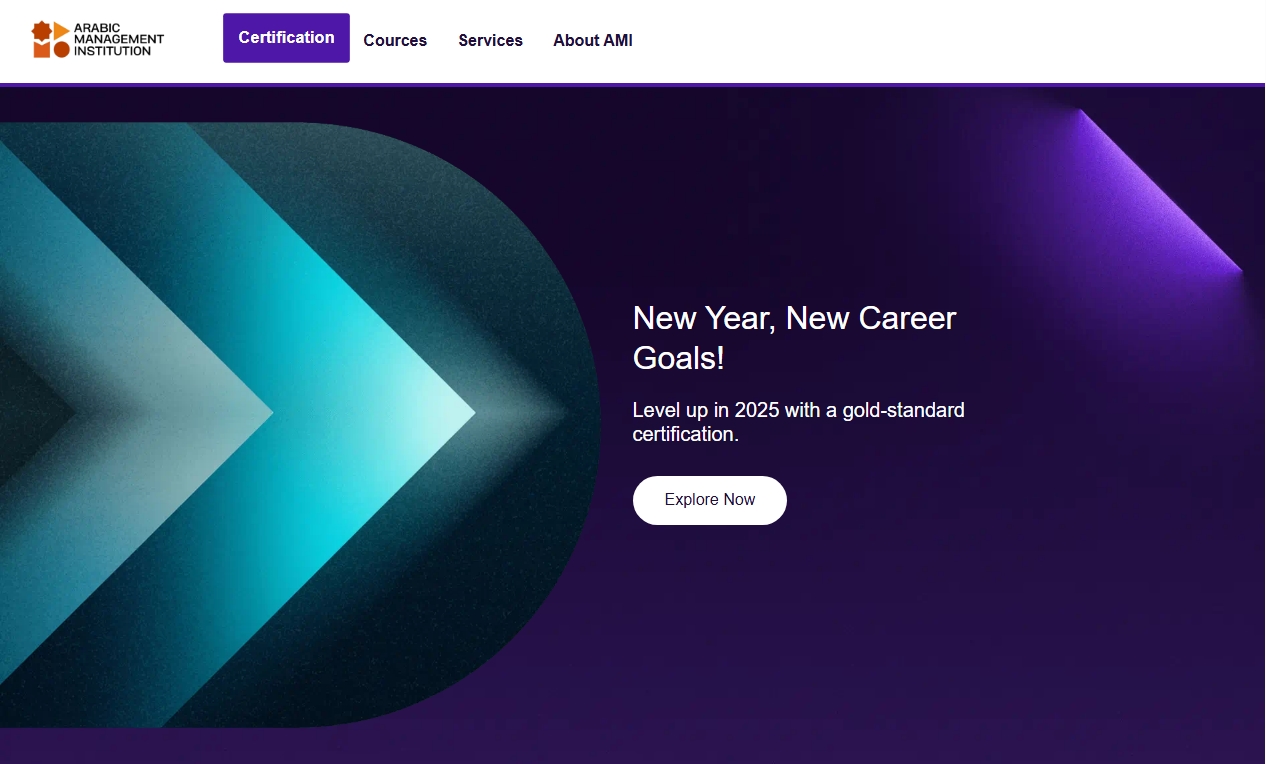 ARABIC
MANAGEMENT
INSTITUTION
Certification
Cources
Services
About AMI
New Year, New Career
Goals!
Level up in 2025 with a gold-standard
certification.
Explore Now